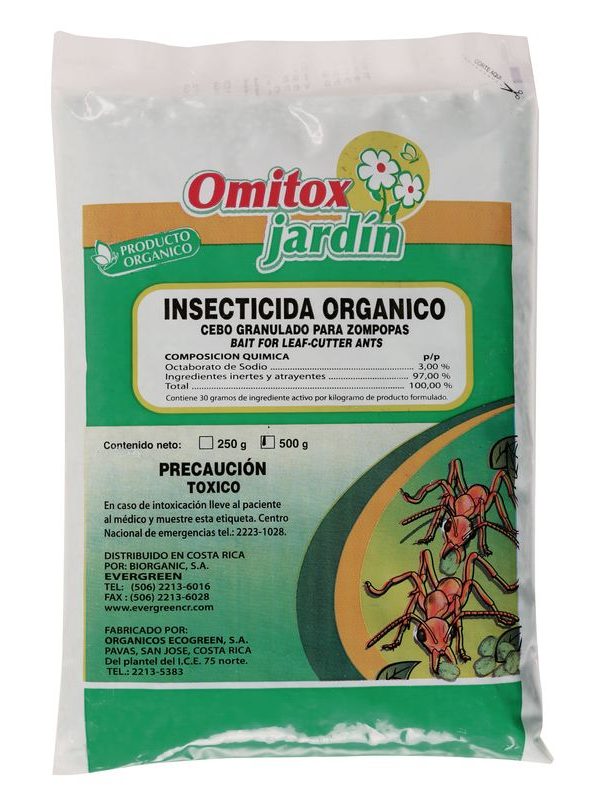 CORTE AQUI
Omitox
jardín
PRODUCTO
ORGANICO
INSECTICIDA ORGANICO
CEBO GRANULADO PARA ZOMPOPAS
BAIT FOR LEAF-CUTTER ANTS
COMPOSICION QUIMICA p/p
Octaborato de Sodio 3,00 %
Ingredientes inertes y atrayentes 97,00 %
Total 100,00 %
Contiene 30 gramos de ingrediente activo por kilogramo de producto formulado.
Contenido neto: 250 g 500 g
PRECAUCIÓN
TOXICO
En caso de intoxicación lleve al paciente
al médico y muestre esta etiqueta. Centro
Nacional de emergencias tel.: 2223-1028.
DISTRIBUIDO EN COSTA RICA
POR: BIORGANIC, S.A.
EVERGREEN
TEL: (506) 2213-6016
FAX : (506) 2213-6028
www.evergreencr.com
FABRICADO POR:
ORGANICOS ECOGREEN, S.A.
PAVAS, SAN JOSE, COSTA RICA
Del plantel del I.C.E. 75 norte.
TEL.: 2213-5383